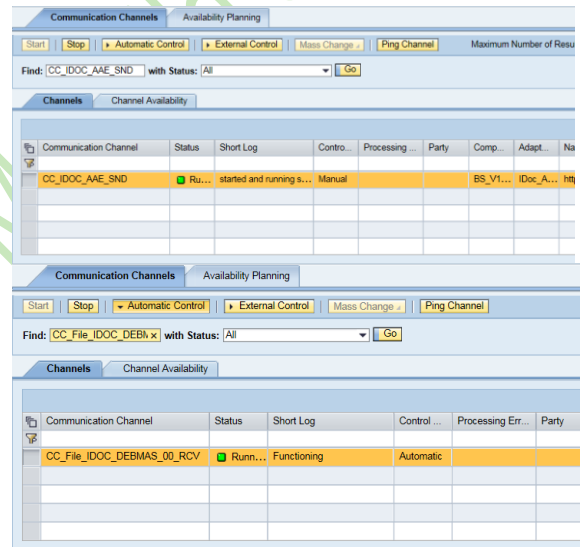 Communication Channels Availability Planning
Start Stop Automatic Control External Control Mass Change Ping Channel Maximum Number of Resu
Find: CC_IDOC_AAE_SND with Status: All Go
Channels Channel Availability
Communication Channel Status Short Log Contro... Processing ... Party Comp... Adapt... Na
CC_IDOC_AAE_SND Ru... started and running s... Manual BS_V1... IDoc_A... http
Communication Channels Availability Planning
Start Stop Automatic Control External Control Mass Change Ping Channel
Find: CC_File_IDOC_DEBM with Status: All Go
Channels Channel Availability
Communication Channel Status Short Log Control ... Processing Err... Party
CC_File_IDOC_DEBMAS_00_RCV Runn... Functioning Automatic